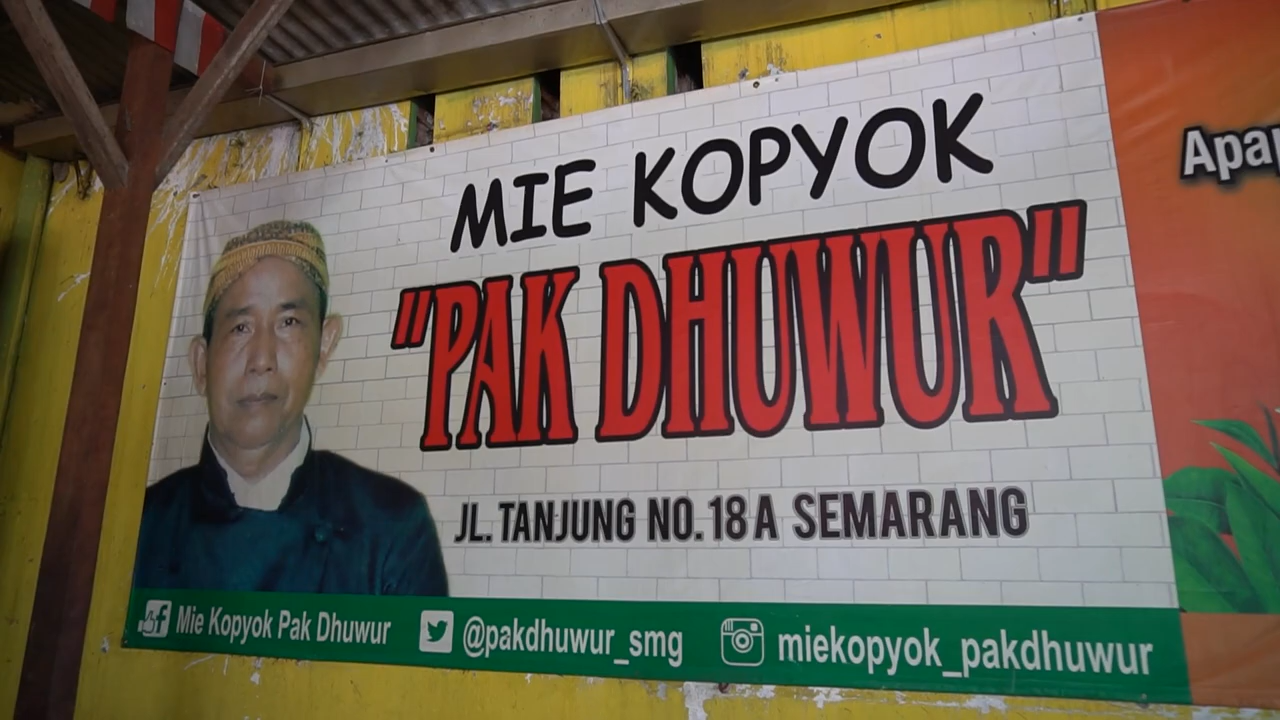 MIE KOPYOK
"PAK DHUWUR"
JL. TANJUNG NO. 18 A SEMARANG
Mie Kopyok Pak Dhuwur @pakdhuwur_smg miekopyok_pakdhuwur